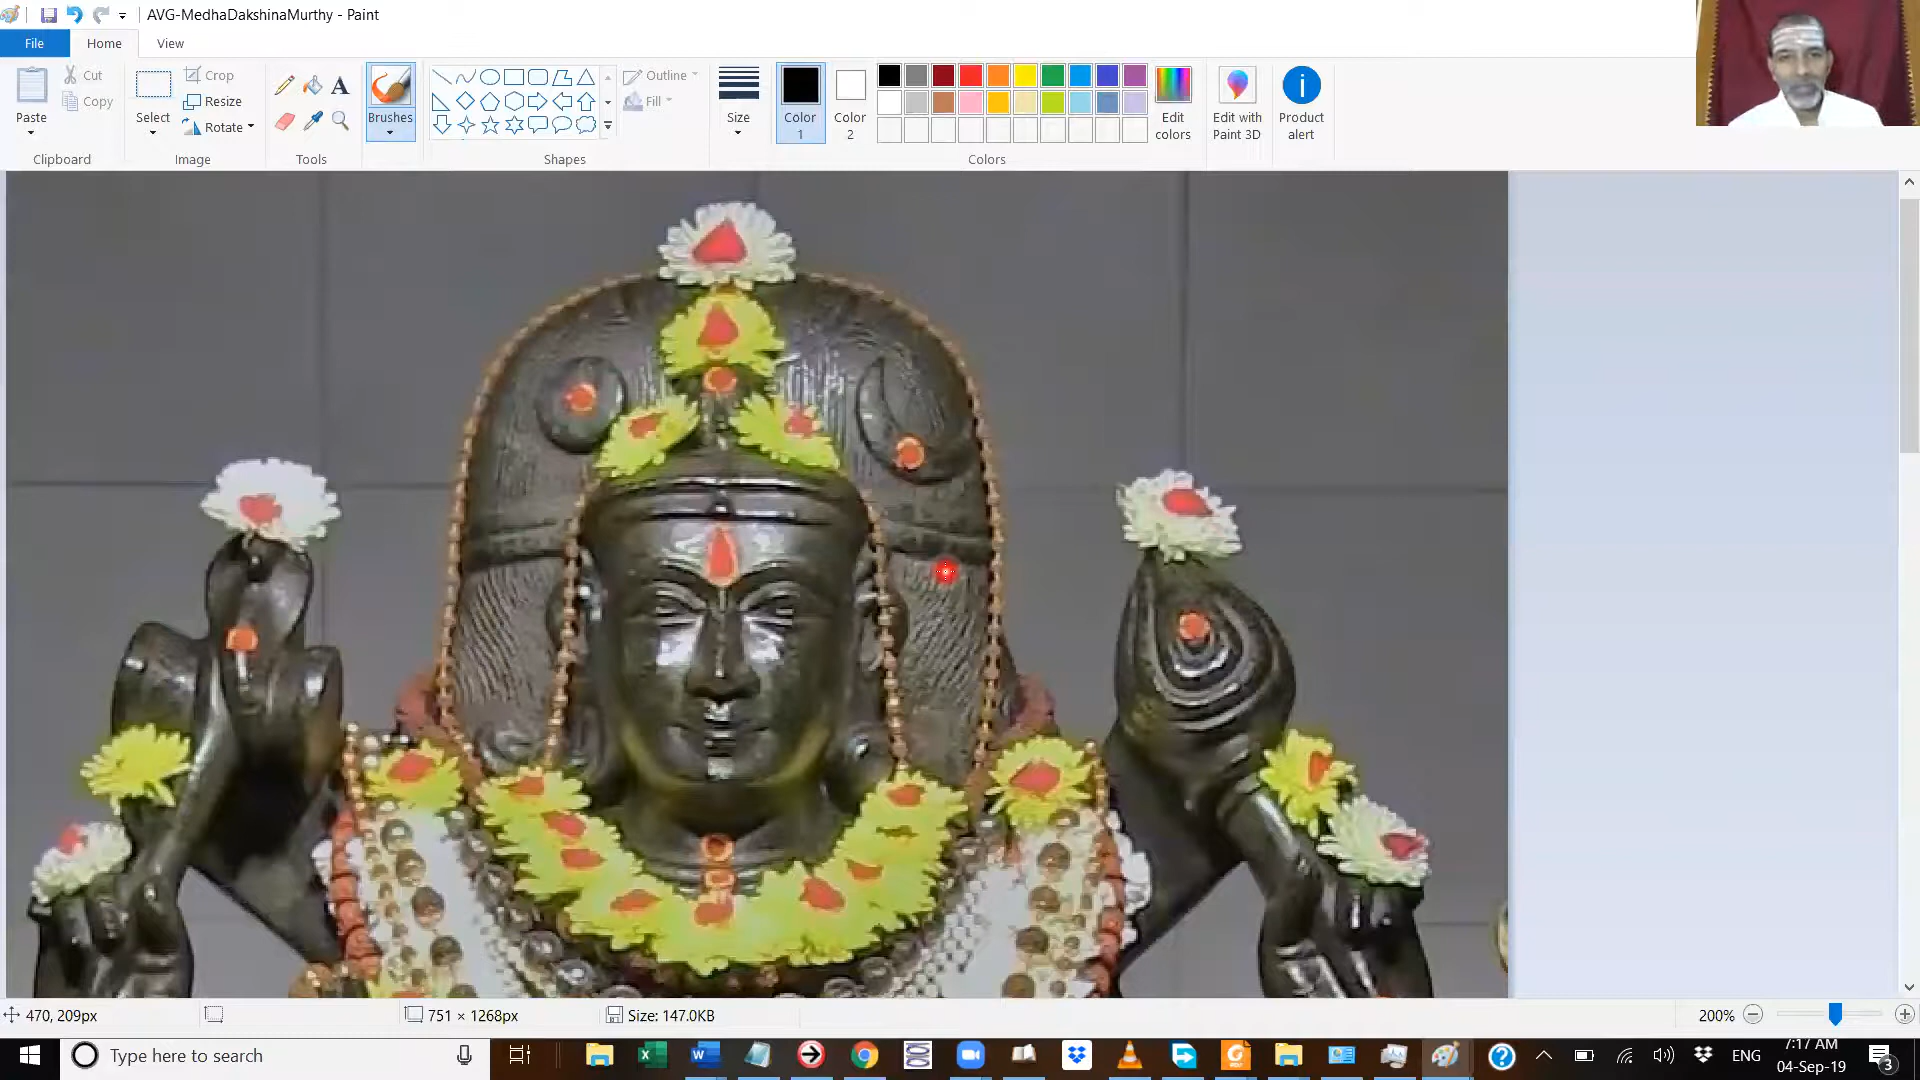 AVG-MedhaDakshinaMurthy - Paint
File Home View
Paste
Cut
Copy
Clipboard
Select
Crop
Resize
Rotate
Image
A
Tools
Brushes
Outline
Fill
Shapes
Size
Color 1
Color 2
Edit colors
Colors
Edit with Paint 3D
Product alert
470, 209px
751 × 1268px
Size: 147.0KB
200%
Type here to search
ENG
7:17 AM
04-Sep-19
3